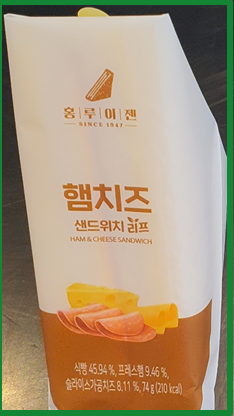 홍|루|이|젠
SINCE 1947
햄치즈
샌드위치 리프
HAM & CHEESE SANDWICH
식빵 45.94 %, 프레스햄 9.46 %,
슬라이스가공치즈 8.11 %, 74 g (210 kcal)